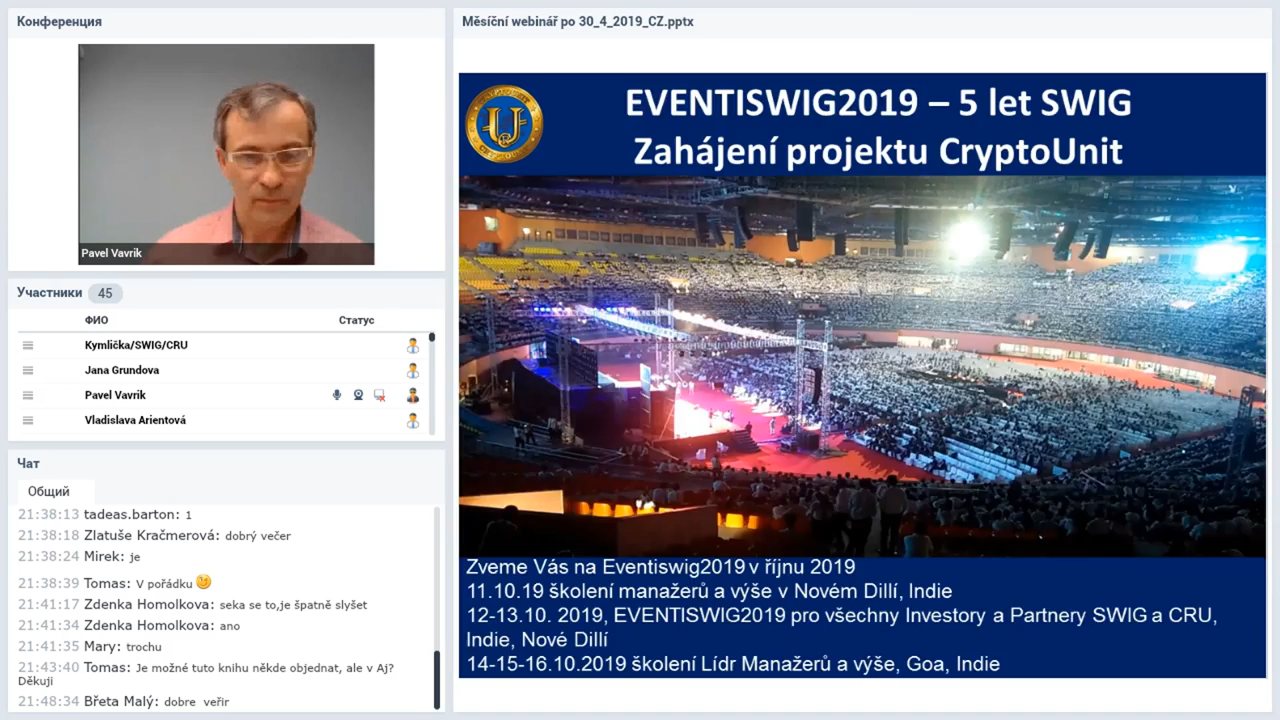 Конференция
Pavel Vavrik
Участники 45
ФИО Статус
Kymlička/SWIG/CRU
Jana Grundova
Pavel Vavrik
Vladislava Arientová
Чат
Общий
21:38:13 tadeas.barton: 1
21:38:18 Zlatuše Kračmerová: dobrý večer
21:38:24 Mirek: je
21:38:39 Tomas: V pořádku
21:41:17 Zdenka Homolkova: seka se to,je špatně slyšet
21:41:34 Zdenka Homolkova: ano
21:41:35 Mary: trochu
21:43:40 Tomas: Je možné tuto knihu někde objednat, ale v Aj?
Děkuji
21:48:34 Břeta Malý: dobre veřir
Měsíční webinář po 30_4_2019_CZ.pptx
EVENTISWIG2019 – 5 let SWIG
Zahájení projektu CryptoUnit
Zveme Vás na Eventiswig2019 v říjnu 2019
11.10.19 školení manažerů a výše v Novém Dillí, Indie
12-13.10. 2019, EVENTISWIG2019 pro všechny Investory a Partnery SWIG a CRU,
Indie, Nové Dillí
14-15-16.10.2019 školení Lídr Manažerů a výše, Goa, Indie